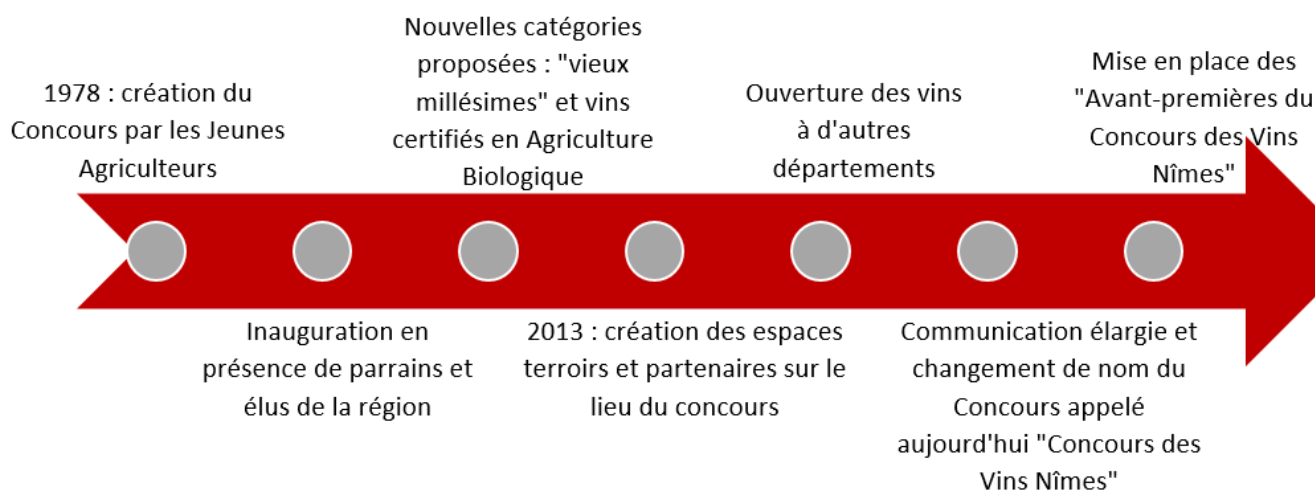 1978 : création du
Concours par les Jeunes
Agriculteurs
Inauguration en
présence de parrains et
élus de la région
Nouvelles catégories
proposées : "vieux
millésimes" et vins
certifiés en Agriculture
Biologique
2013 : création des espaces
terroirs et partenaires sur le
lieu du concours
Ouverture des vins
à d'autres
départements
Communication élargie et
changement de nom du
Concours appelé
aujourd'hui "Concours des
Vins Nîmes"
Mise en place des
"Avant-premières du
Concours des Vins
Nîmes"